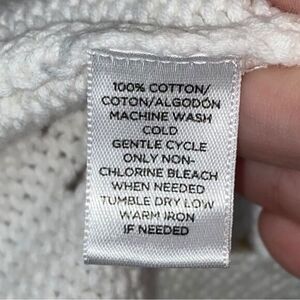 100% COTTON/
COTON/ALGODÓN
MACHINE WASH
COLD
GENTLE CYCLE
ONLY NON-
CHLORINE BLEACH
WHEN NEEDED
TUMBLE DRY LOW
WARM IRON
IF NEEDED